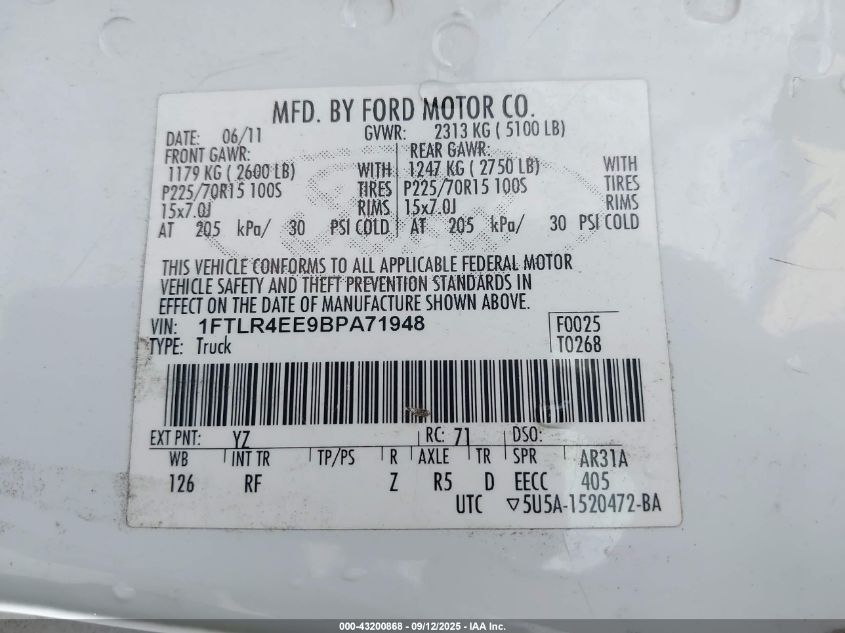 MFD. BY FORD MOTOR CO.
DATE: 06/11 GVWR: 2313 KG ( 5100 LB)
FRONT GAWR: REAR GAWR:
1179 KG ( 2600 LB) WITH 1247 KG ( 2750 LB) WITH
P225/70R15 100S TIRES P225/70R15 100S TIRES
15x7.0J RIMS 15x7.0J RIMS
AT 205 kPa/ 30 PSI COLD AT 205 kPa/ 30 PSI COLD
THIS VEHICLE CONFORMS TO ALL APPLICABLE FEDERAL MOTOR
VEHICLE SAFETY AND THEFT PREVENTION STANDARDS IN
EFFECT ON THE DATE OF MANUFACTURE SHOWN ABOVE.
VIN: 1FTLR4EE9BPA71948 F0025
TYPE: Truck T0268
EXT PNT: YZ RC: 71 DSO:
WB INT TR TP/PS R AXLE TR SPR AR31A
126 RF Z R5 D EECC 405
UTC ▽5U5A-1520472-BA
000-43200868 - 09/12/2025 - IAA Inc.